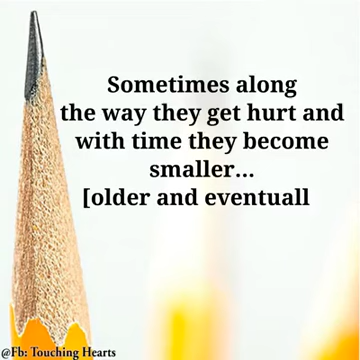 Sometimes along
the way they get hurt and
with time they become
smaller...
[older and eventuall
@Fb: Touching Hearts